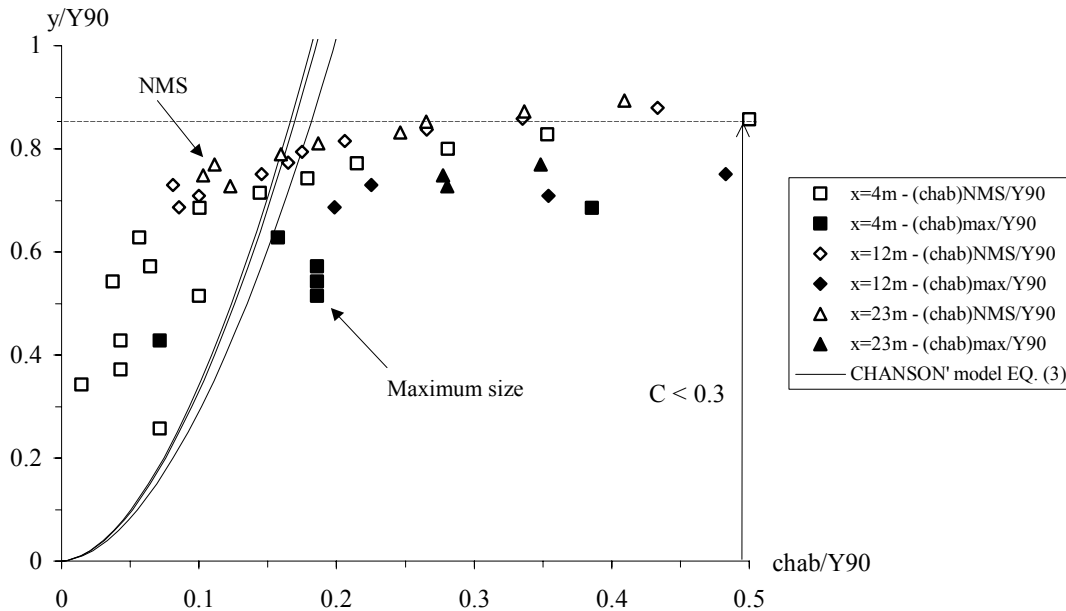 y/Y90
1
0.8
0.6
0.4
0.2
0
0
0.1
0.2
0.3
0.4
0.5
chab/Y90
NMS
Maximum size
C < 0.3
x=4m - (chab)NMS/Y90
x=4m - (chab)max/Y90
x=12m - (chab)NMS/Y90
x=12m - (chab)max/Y90
x=23m - (chab)NMS/Y90
x=23m - (chab)max/Y90
CHANSON' model EQ. (3)